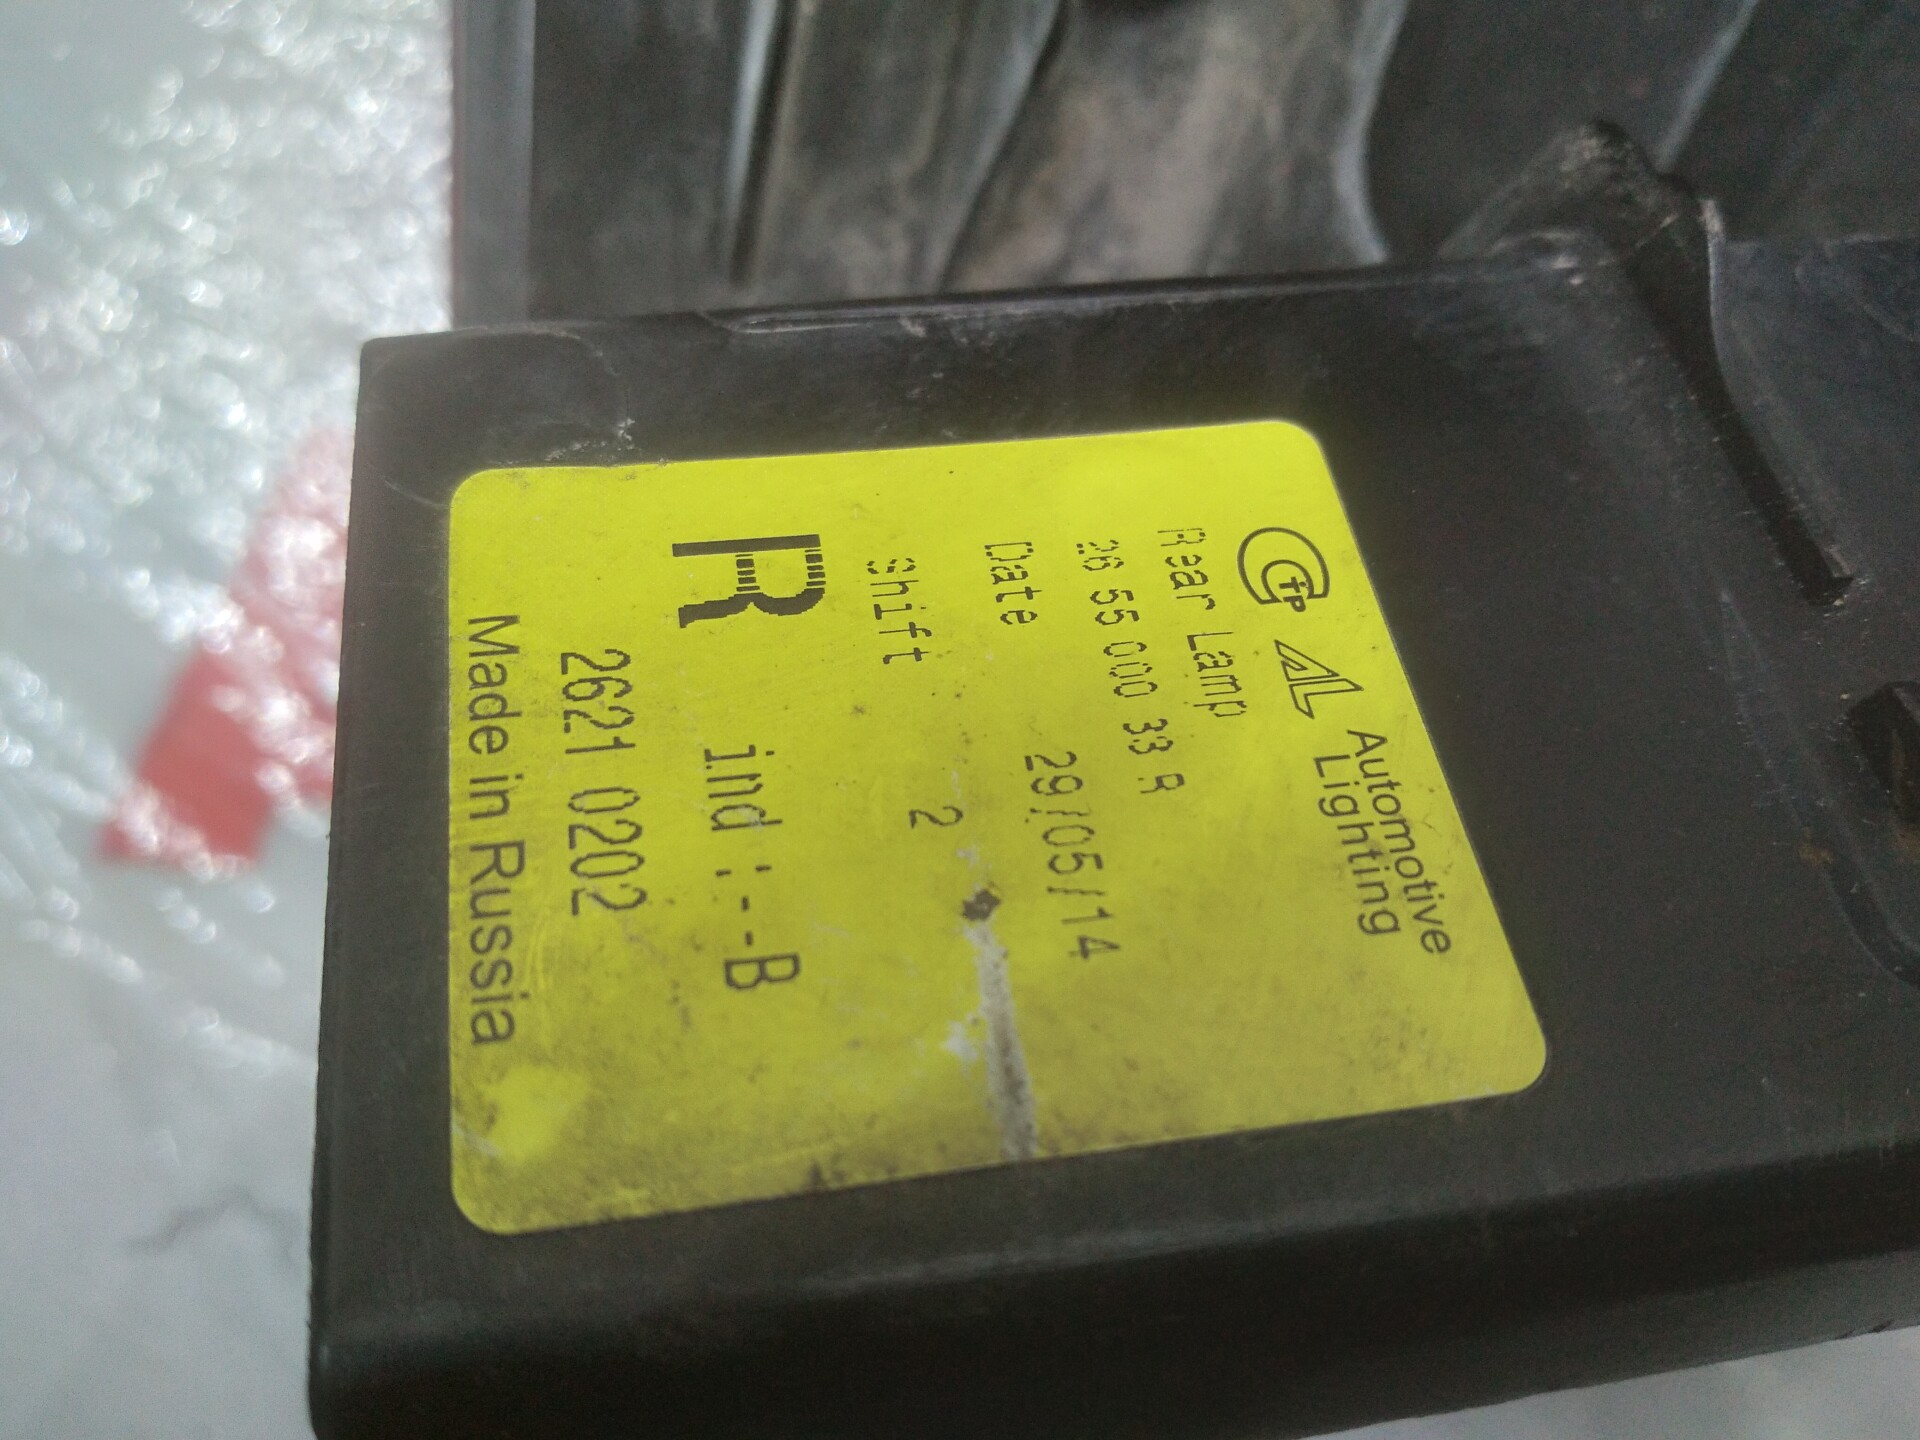 CTP AL Automotive
Lighting
Rear Lamp
26 55 000 33 R
Date 29/05/14
Shift 2
R ind :--B
2621 0202
Made in Russia